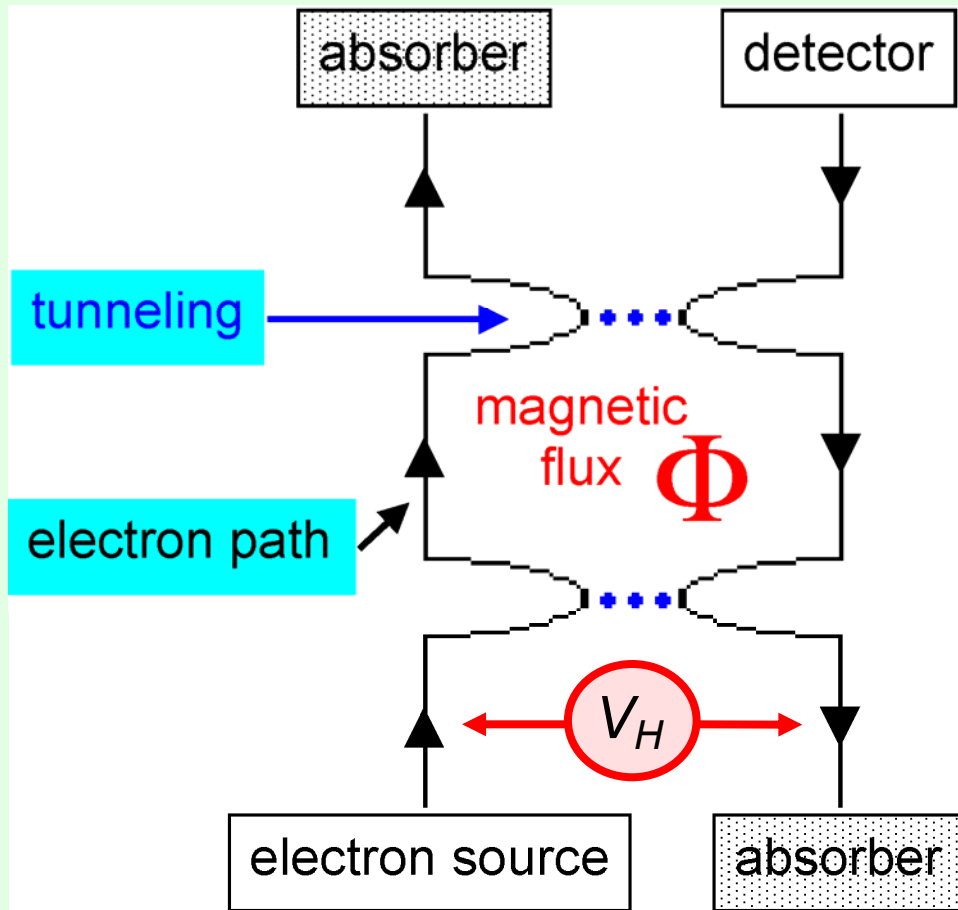 absorber
detector
tunneling
magnetic
flux Φ
electron path
V_H
electron source
absorber